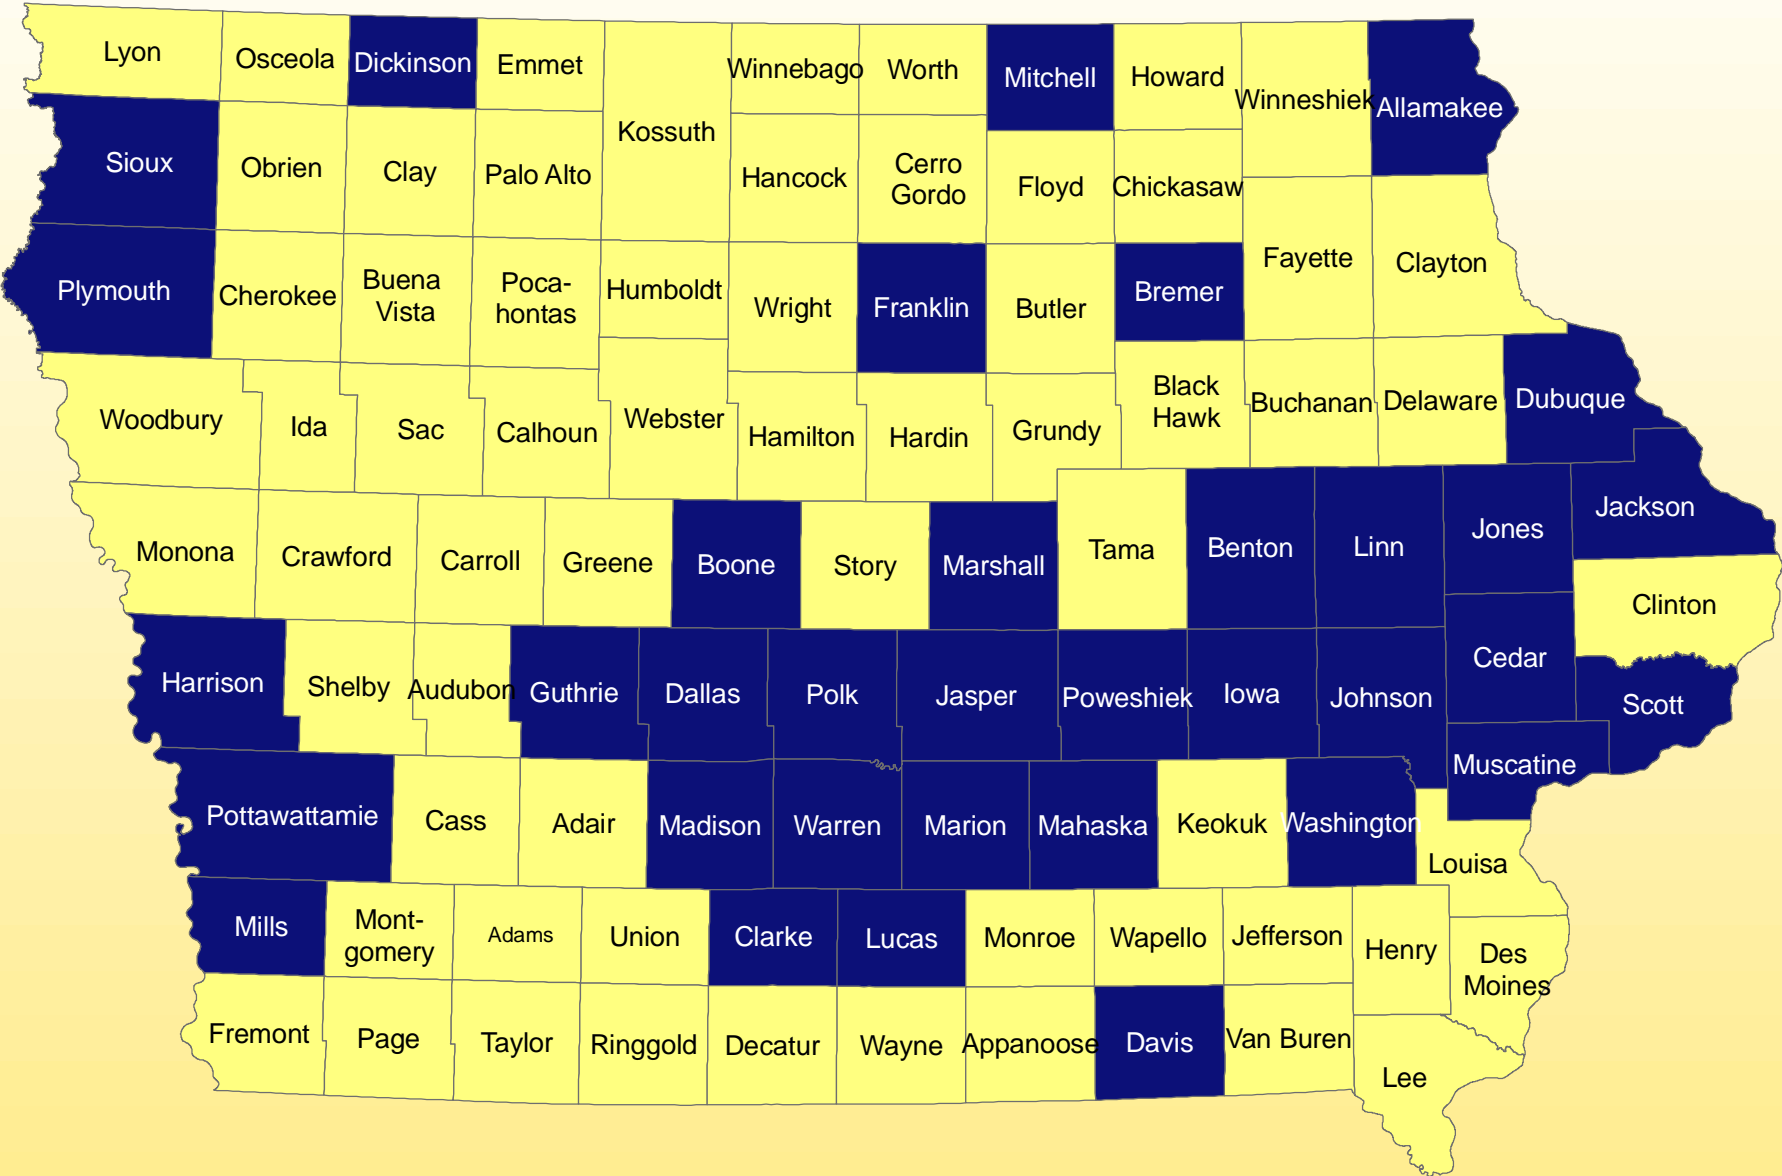 Lyon
Osceola
Dickinson
Emmet
Winnebago
Worth
Mitchell
Howard
Winneshiek
Allamakee
Kossuth
Sioux
Obrien
Clay
Palo Alto
Hancock
Cerro
Gordo
Floyd
Chickasaw
Plymouth
Cherokee
Buena
Vista
Poca-
hontas
Humboldt
Wright
Franklin
Butler
Bremer
Fayette
Clayton
Woodbury
Ida
Sac
Calhoun
Webster
Hamilton
Hardin
Grundy
Black
Hawk
Buchanan
Delaware
Dubuque
Monona
Crawford
Carroll
Greene
Boone
Story
Marshall
Tama
Benton
Linn
Jones
Jackson
Clinton
Harrison
Shelby
Audubon
Guthrie
Dallas
Polk
Jasper
Poweshiek
Iowa
Johnson
Cedar
Scott
Muscatine
Pottawattamie
Cass
Adair
Madison
Warren
Marion
Mahaska
Keokuk
Washington
Louisa
Mills
Mont-
gomery
Adams
Union
Clarke
Lucas
Monroe
Wapello
Jefferson
Henry
Des
Moines
Fremont
Page
Taylor
Ringgold
Decatur
Wayne
Appanoose
Davis
Van Buren
Lee